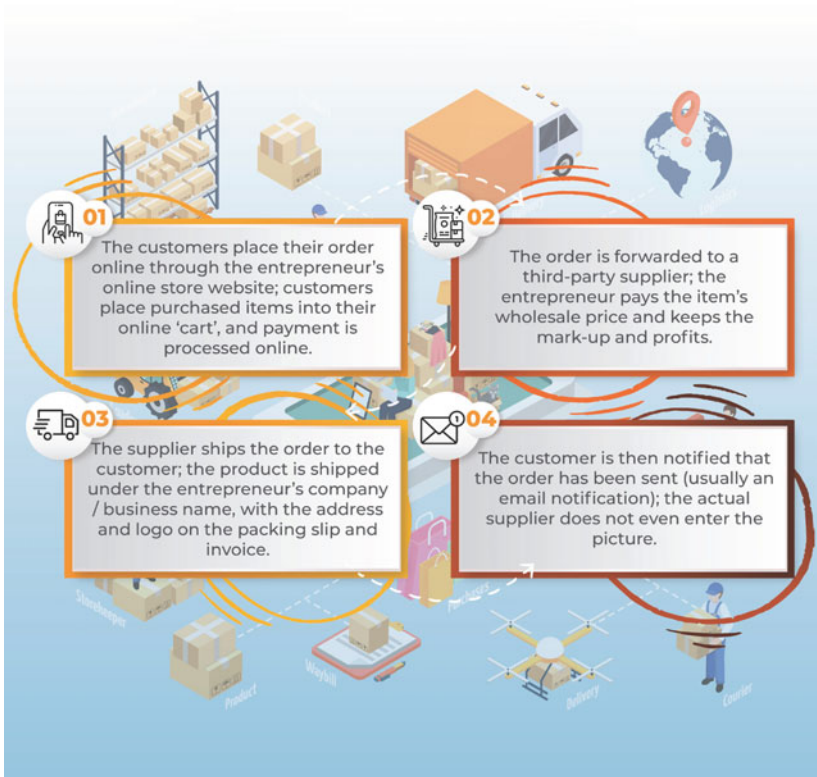 01
The customers place their order
online through the entrepreneur's
online store website; customers
place purchased items into their
online ‘cart’, and payment is
processed online.
02
The order is forwarded to a
third-party supplier; the
entrepreneur pays the item's
wholesale price and keeps the
mark-up and profits.
03
The supplier ships the order to the
customer; the product is shipped
under the entrepreneur's company
/ business name, with the address
and logo on the packing slip and
invoice.
1
04
The customer is then notified that
the order has been sent (usually an
email notification); the actual
supplier does not even enter the
picture.
Storekeeper
Purchases
Product
Waybill
Delivery
Courier